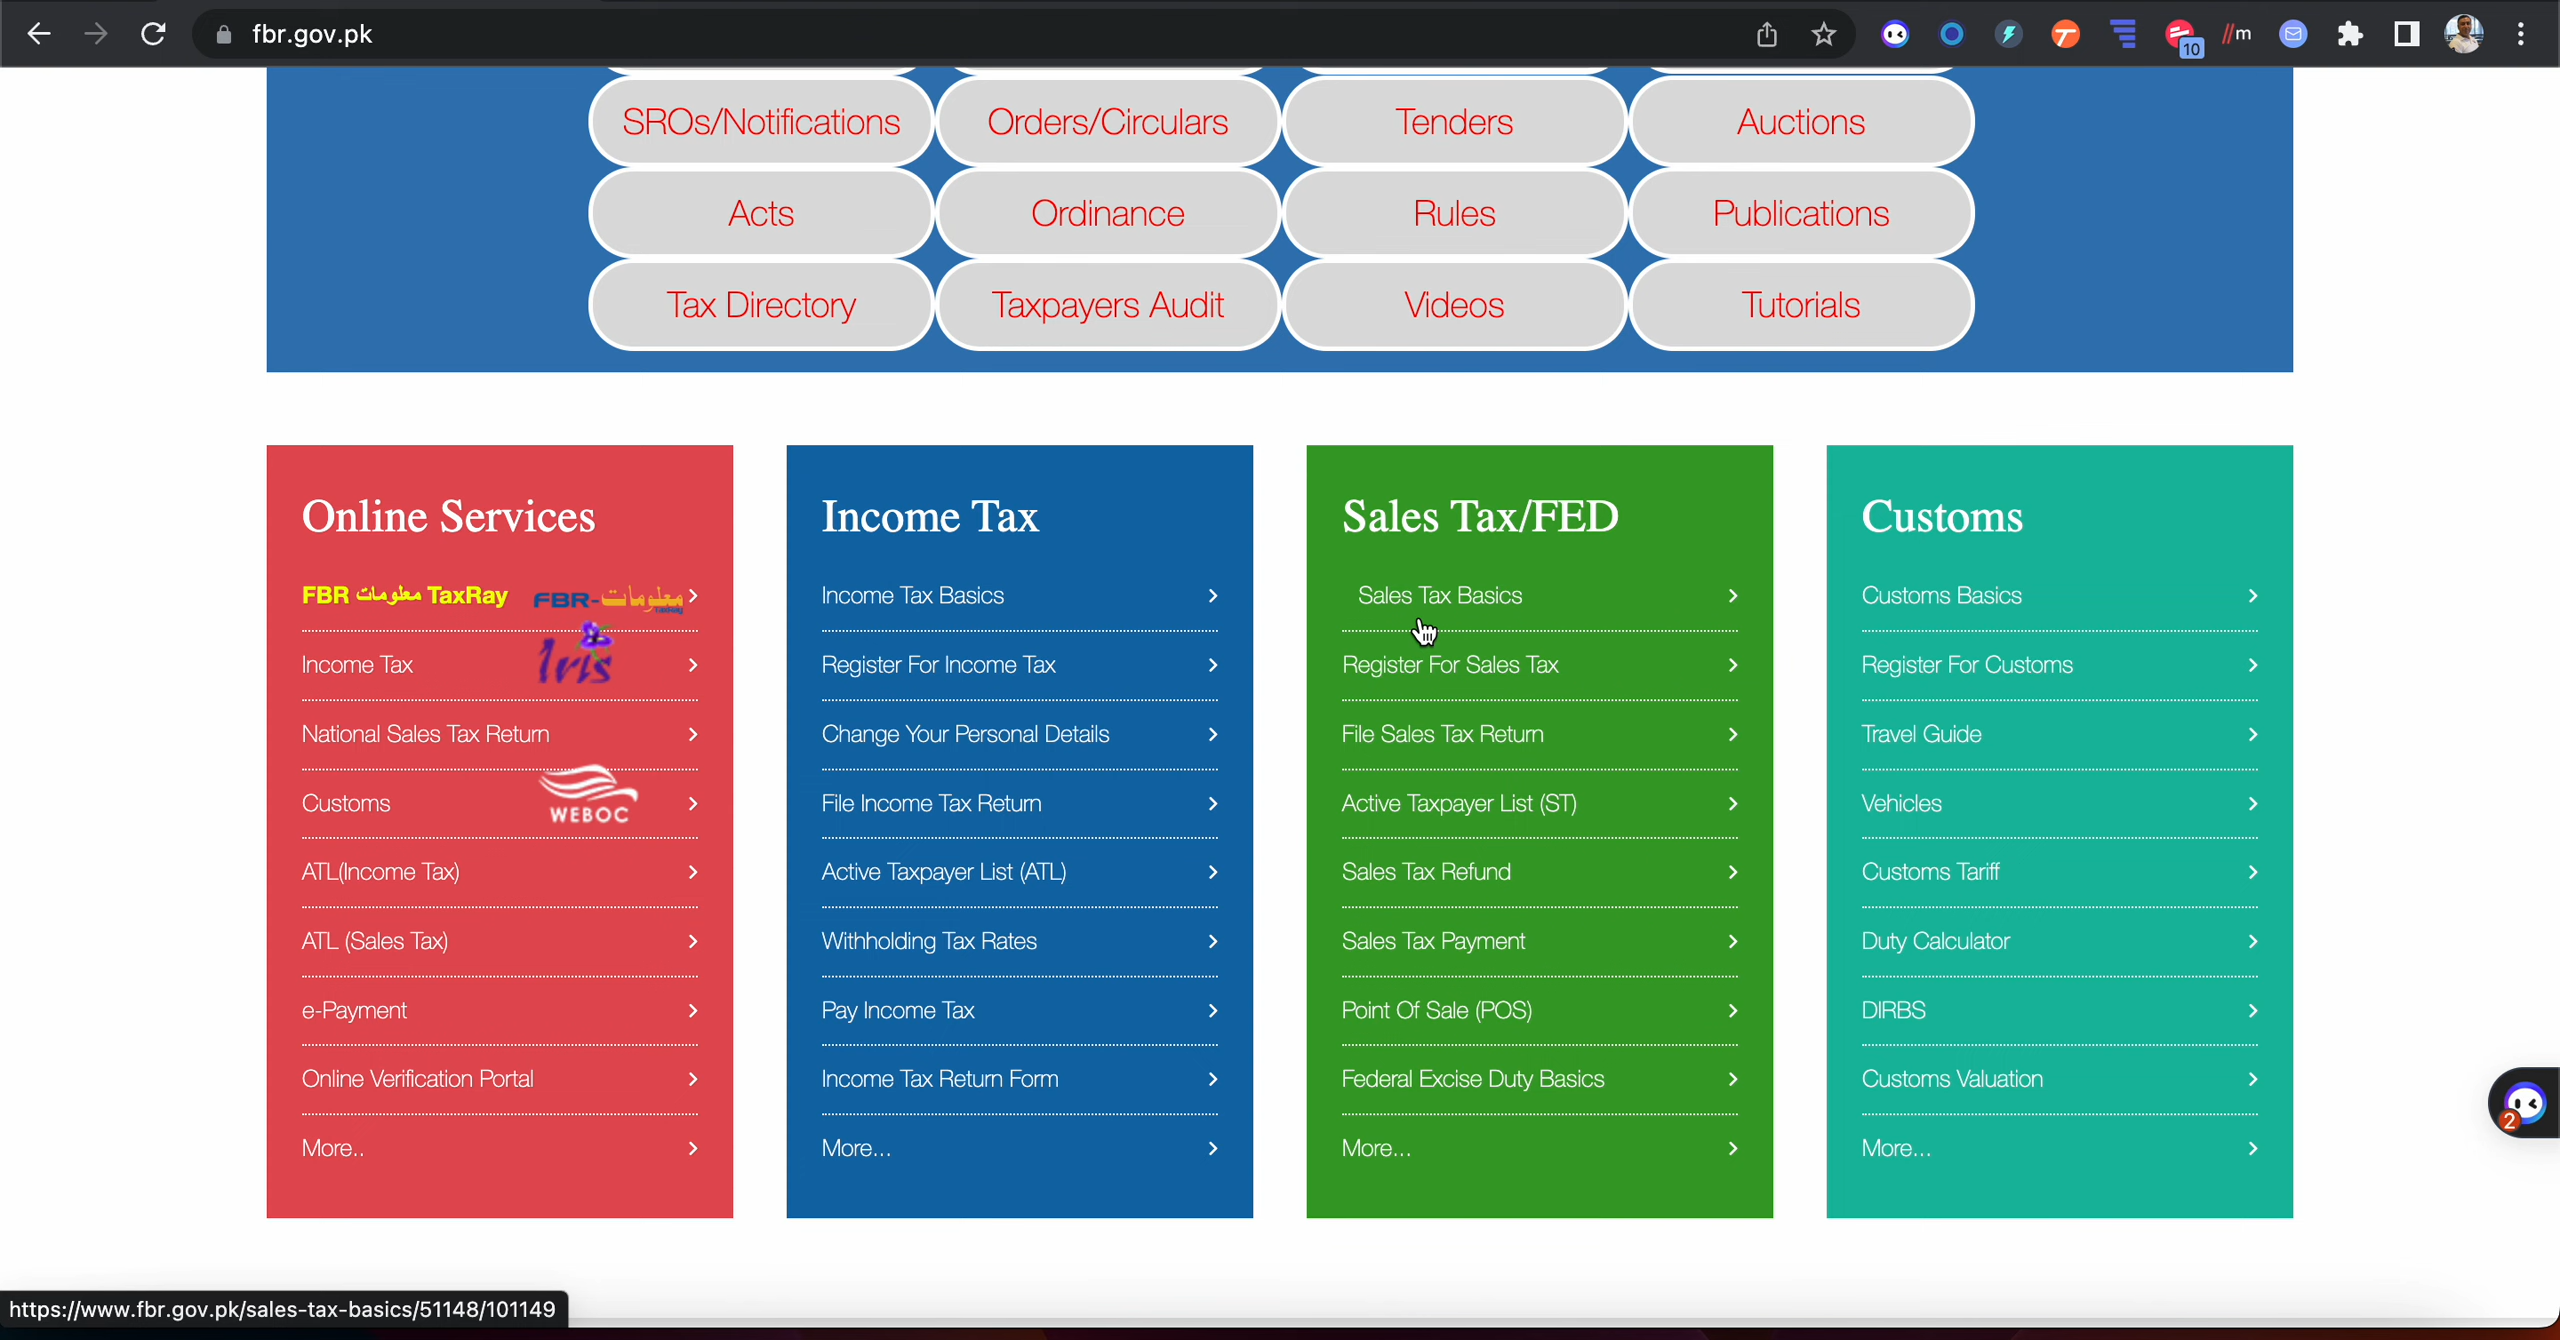 fbr.gov.pk
10
//m
SROs/Notifications Orders/Circulars Tenders Auctions
Acts Ordinance Rules Publications
Tax Directory Taxpayers Audit Videos Tutorials
Online Services
FBR معلومات TaxRay FBR-معلومات
Income Tax Iris
National Sales Tax Return
Customs WEBOC
ATL(Income Tax)
ATL (Sales Tax)
e-Payment
Online Verification Portal
More..
Income Tax
Income Tax Basics
Register For Income Tax
Change Your Personal Details
File Income Tax Return
Active Taxpayer List (ATL)
Withholding Tax Rates
Pay Income Tax
Income Tax Return Form
More...
Sales Tax/FED
Sales Tax Basics
Register For Sales Tax
File Sales Tax Return
Active Taxpayer List (ST)
Sales Tax Refund
Sales Tax Payment
Point Of Sale (POS)
Federal Excise Duty Basics
More...
Customs
Customs Basics
Register For Customs
Travel Guide
Vehicles
Customs Tariff
Duty Calculator
DIRBS
Customs Valuation
More...
2
https://www.fbr.gov.pk/sales-tax-basics/51148/101149